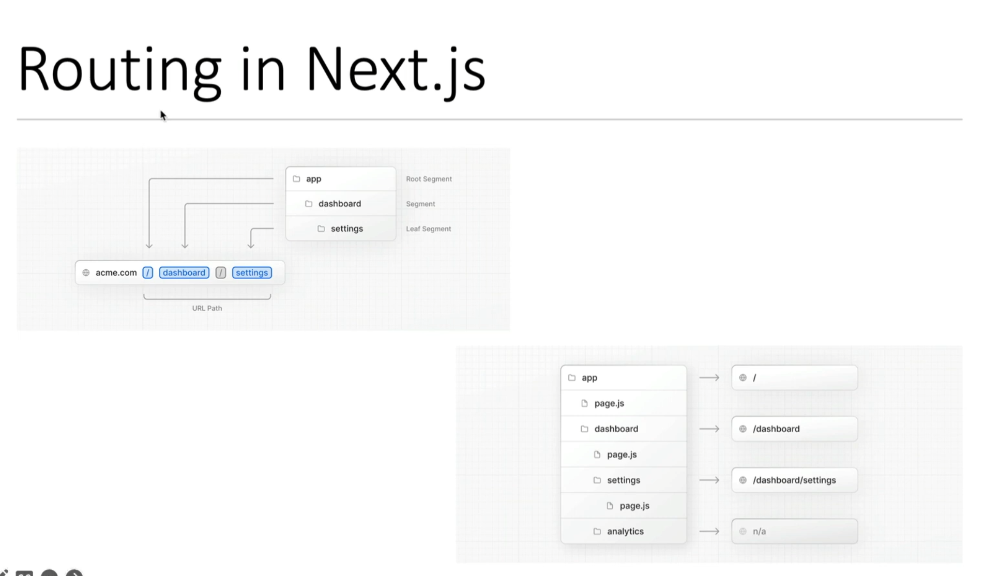 Routing in Next.js
app
Root Segment
dashboard
Segment
settings
Leaf Segment
acme.com / dashboard / settings
URL Path
app
/
page.js
dashboard
/dashboard
page.js
settings
/dashboard/settings
page.js
analytics
n/a